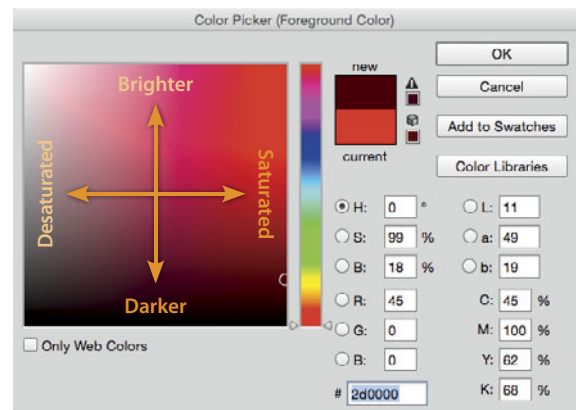 Color Picker (Foreground Color)
Brighter
Desaturated
Saturated
Darker
Only Web Colors
new
current
OK
Cancel
Add to Swatches
Color Libraries
H: 0 °
S: 99 %
B: 18 %
R: 45
G: 0
B: 0
# 2d0000
L: 11
a: 49
b: 19
C: 45 %
M: 100 %
Y: 62 %
K: 68 %